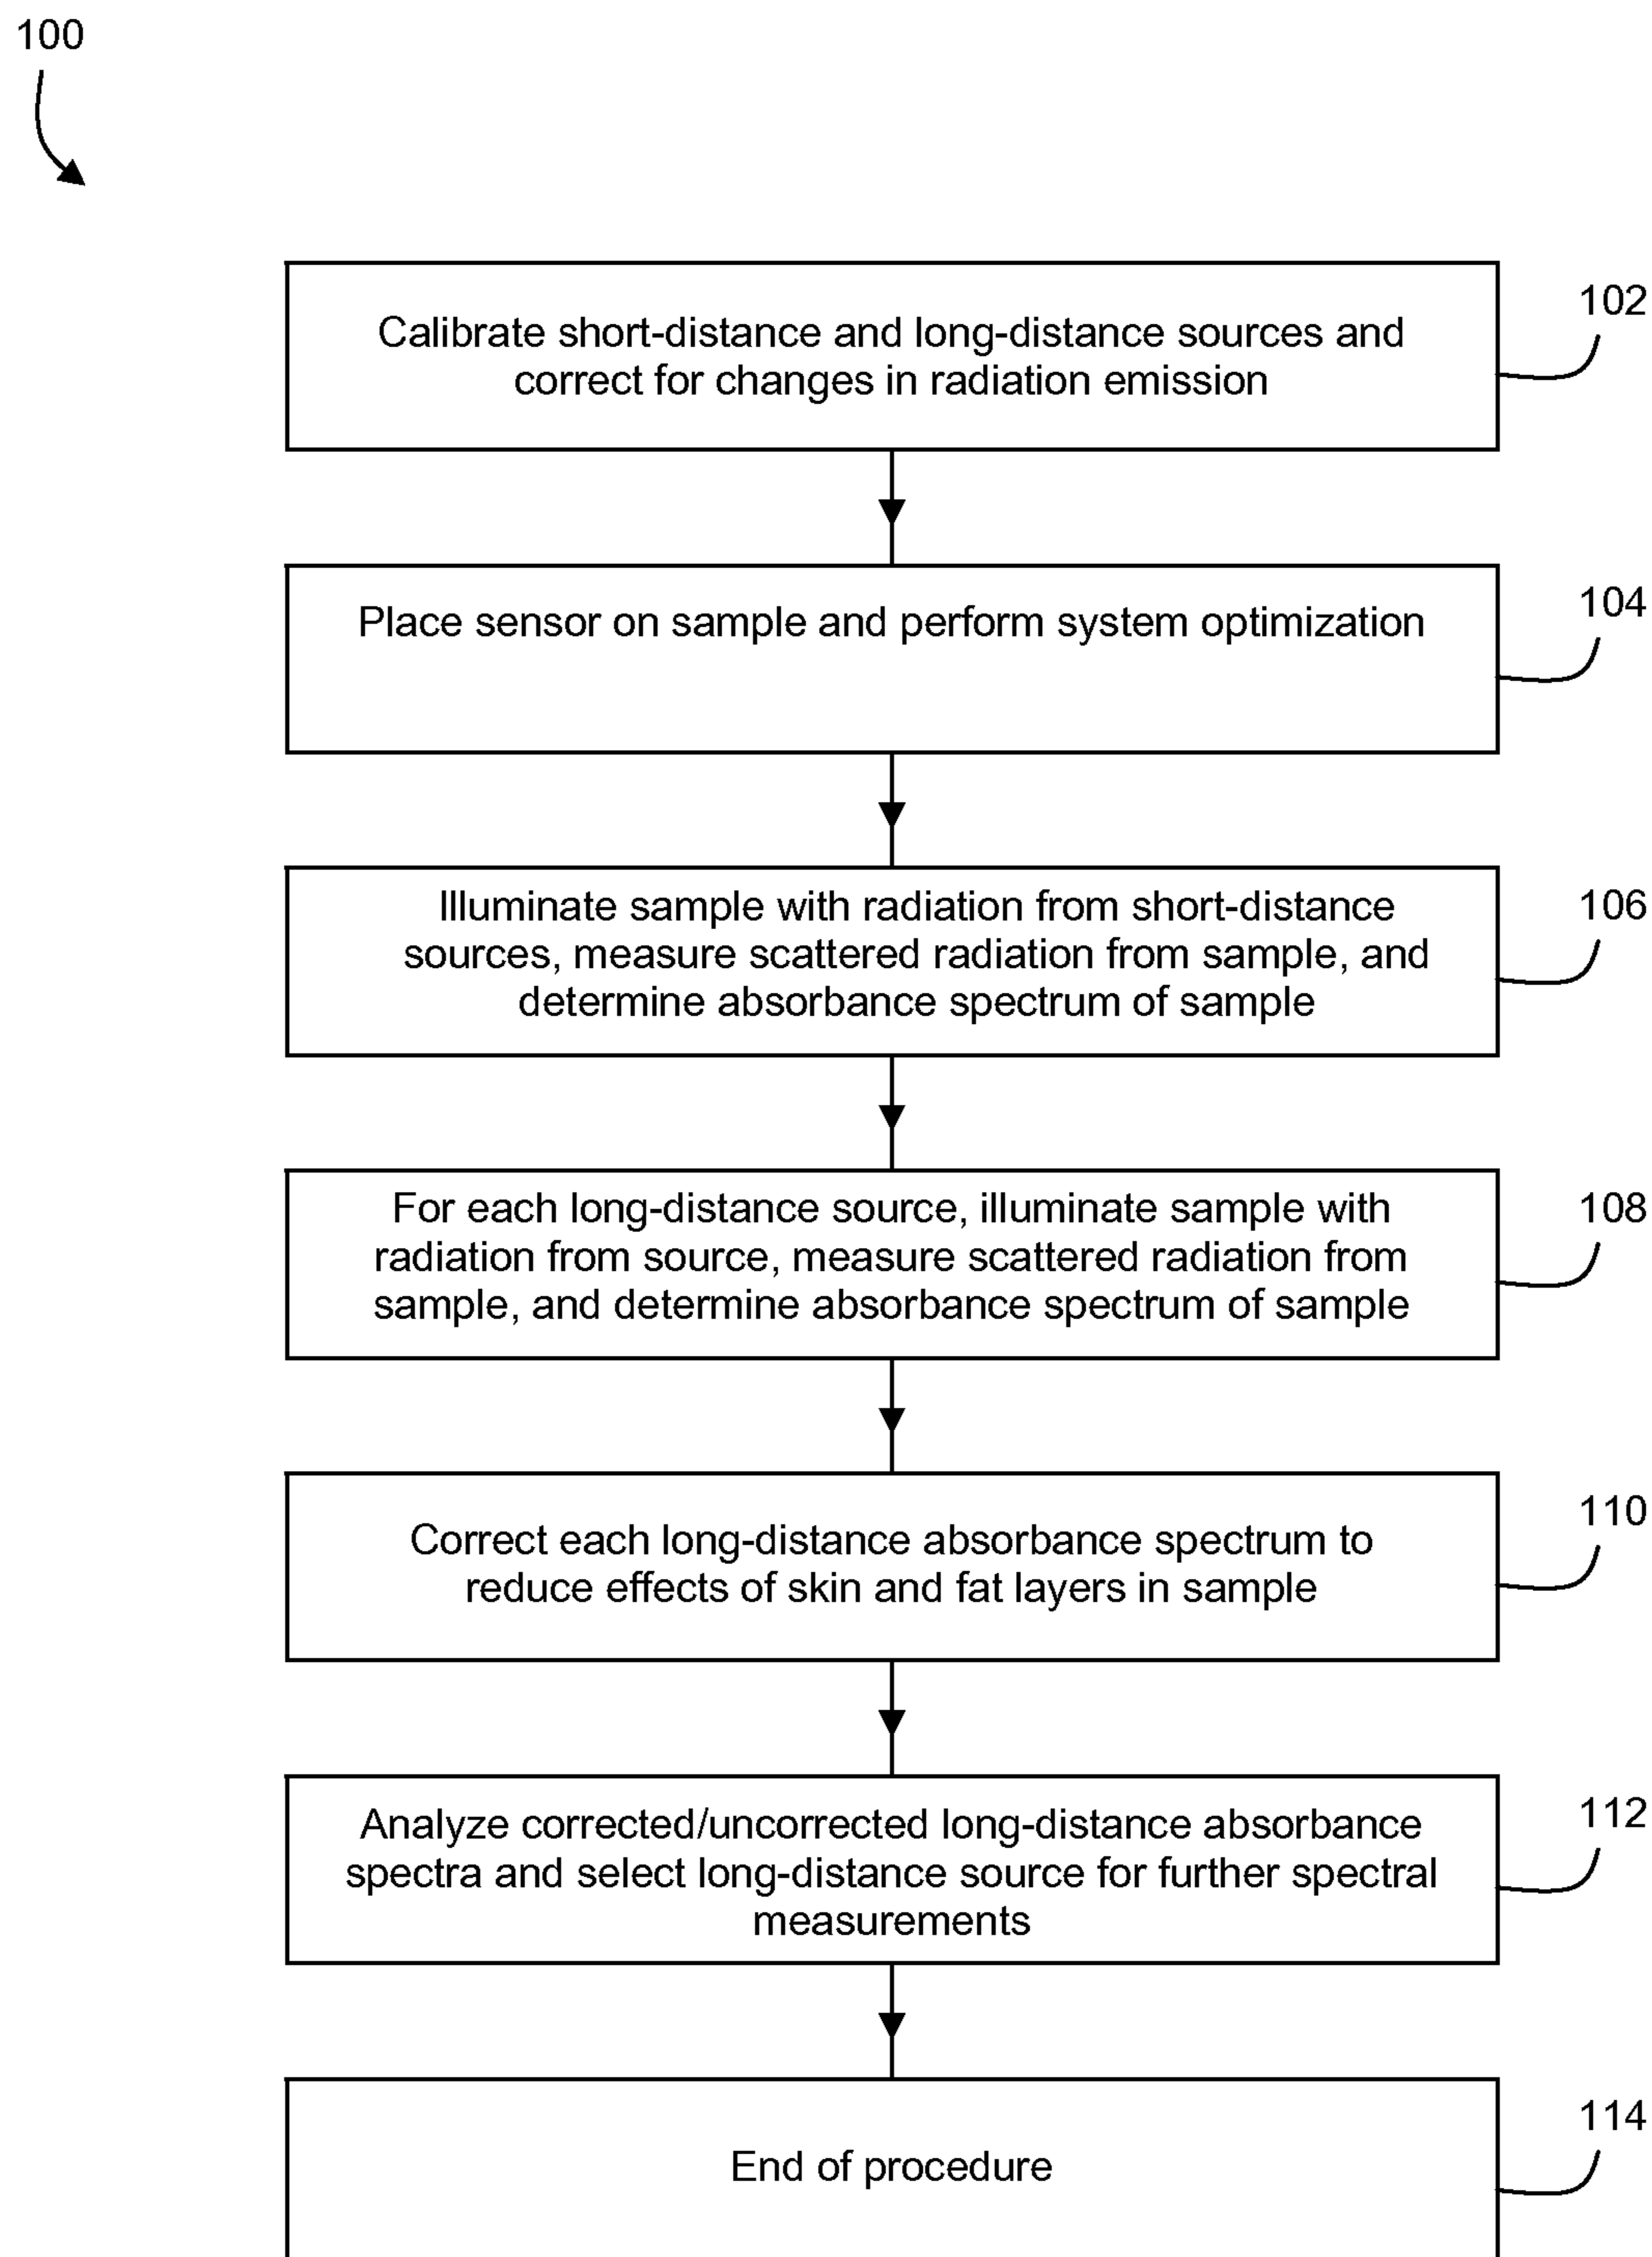 100
Calibrate short-distance and long-distance sources and
correct for changes in radiation emission
102
Place sensor on sample and perform system optimization
104
Illuminate sample with radiation from short-distance
sources, measure scattered radiation from sample, and
determine absorbance spectrum of sample
106
For each long-distance source, illuminate sample with
radiation from source, measure scattered radiation from
sample, and determine absorbance spectrum of sample
108
Correct each long-distance absorbance spectrum to
reduce effects of skin and fat layers in sample
110
Analyze corrected/uncorrected long-distance absorbance
spectra and select long-distance source for further spectral
measurements
112
End of procedure
114